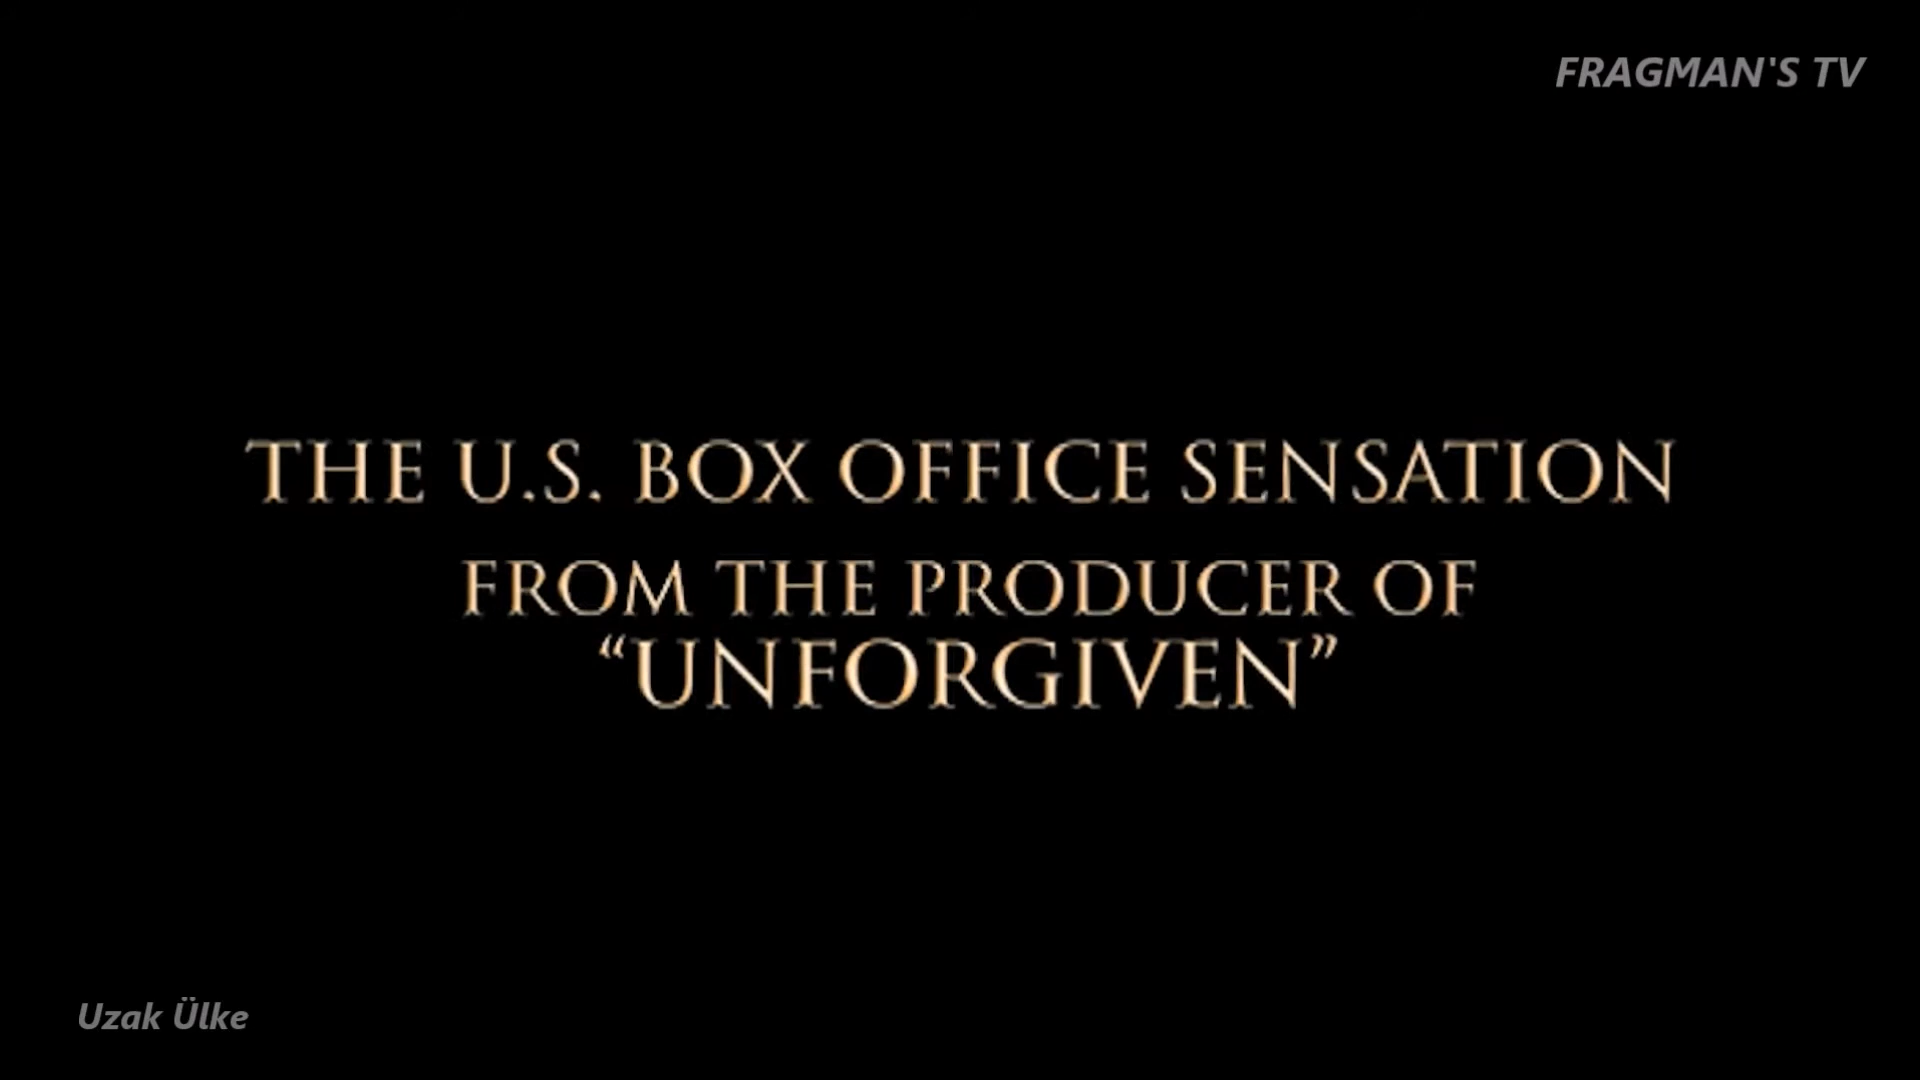 FRAGMAN'S TV
THE U.S. BOX OFFICE SENSATION
FROM THE PRODUCER OF
“UNFORGIVEN”
Uzak Ülke